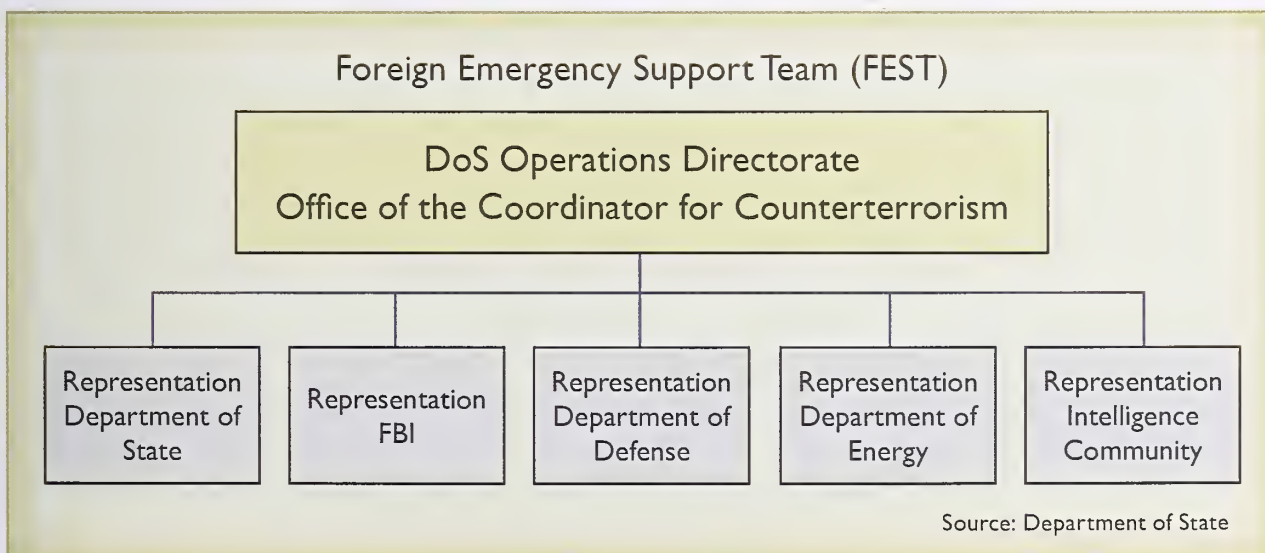 Foreign Emergency Support Team (FEST)
DoS Operations Directorate
Office of the Coordinator for Counterterrorism
Representation
Department of
State
Representation
FBI
Representation
Department of
Defense
Representation
Department of
Energy
Representation
Intelligence
Community
Source: Department of State